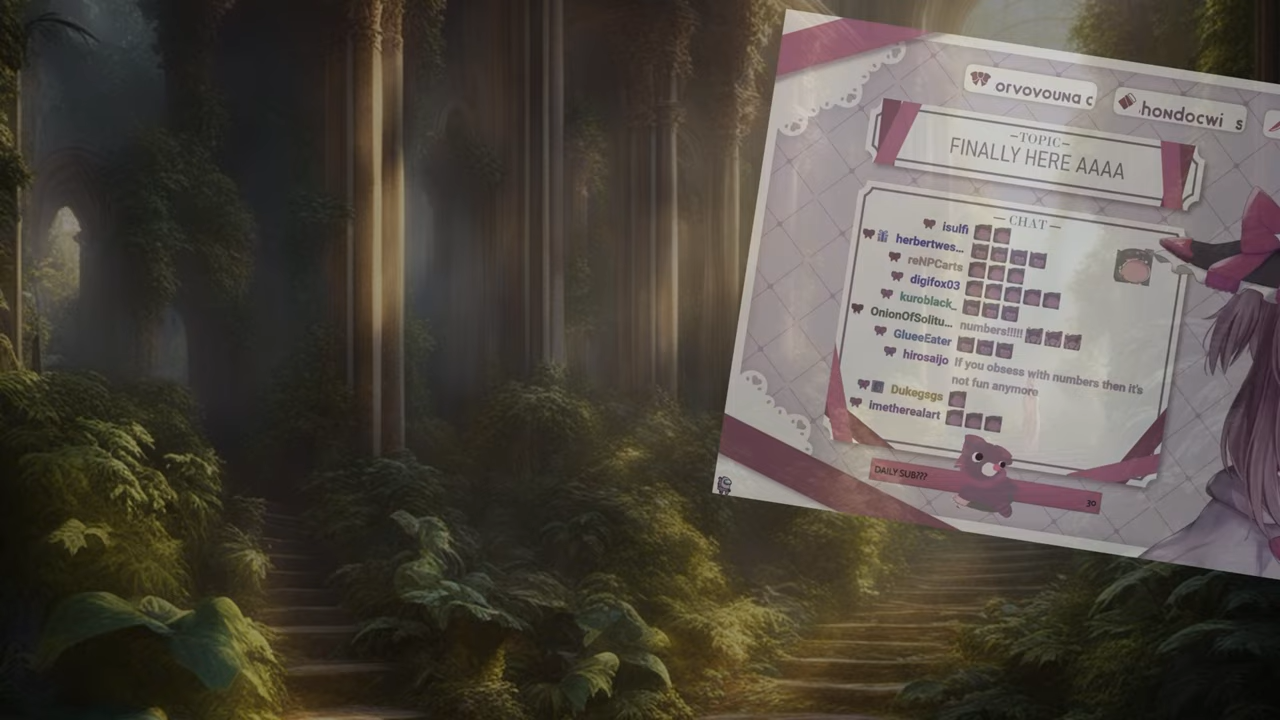 orvovouna c
hondocwi s
—TOPIC—
FINALLY HERE AAAA
— CHAT —
isulfi
herbertwes...
reNPCarts
digifox03
kuroblack_
OnionOfSolitu... numbers!!!!!
GlueeEater
hirosaijo If you obsess with numbers then it's
not fun anymore
Dukegsgs
imetherealart
DAILY SUB???
30